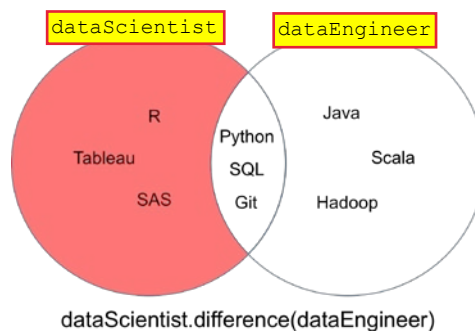 dataScientist
dataEngineer
R
Tableau
SAS
Python
SQL
Git
Java
Scala
Hadoop
dataScientist.difference(dataEngineer)